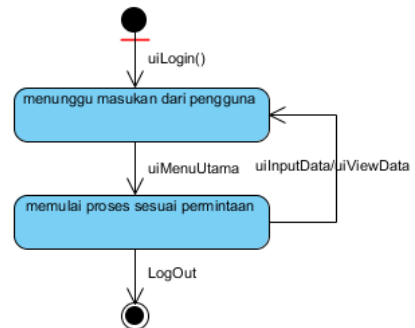 uiLogin()
menunggu masukan dari pengguna
uiMenuUtama
uiInputData/uiViewData
memulai proses sesuai permintaan
LogOut